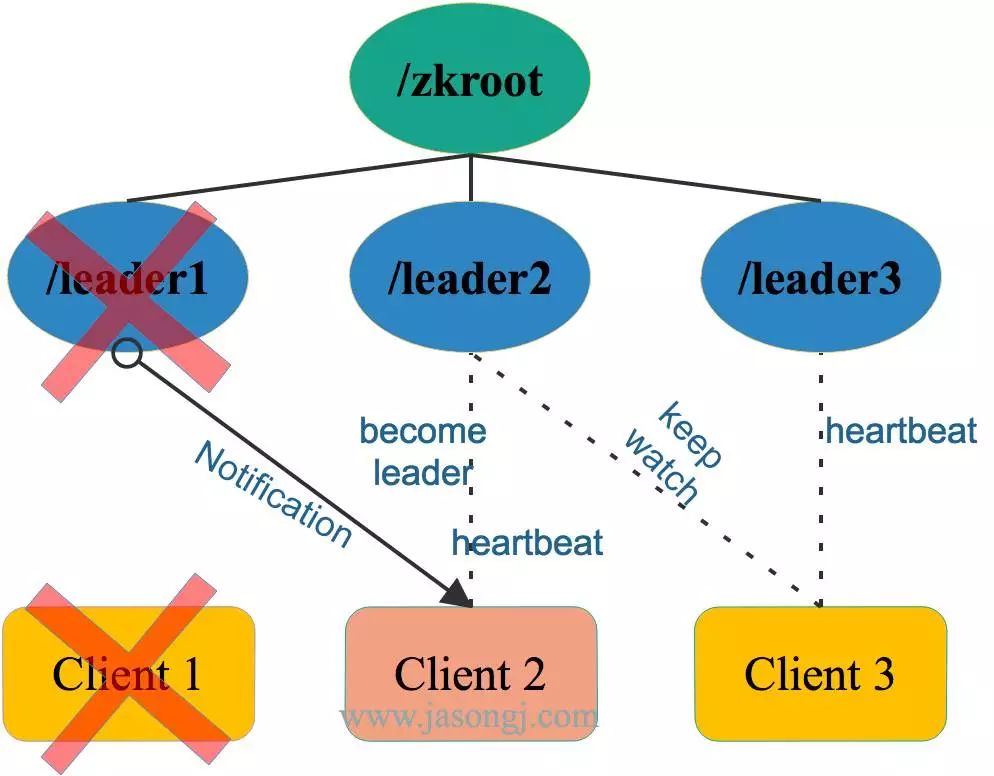 /zkroot
/leader1
/leader2
/leader3
become
leader
keep
watch
heartbeat
Notification
heartbeat
Client 1
Client 2
Client 3
www.jasongj.com